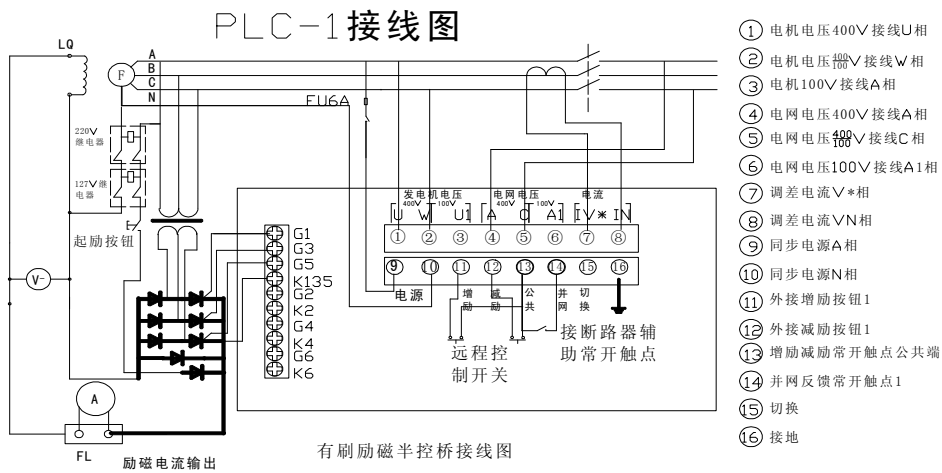 PLC-1接线图
LQ
F
A
B
C
N
FU6A
220V
继电器
127V继
电器
起励按钮
V-
A
FL
励磁电流输出
G1
G3
G5
K135
G2
K2
G4
K4
G6
K6
发电机电压 电网电压 电流
400V 100V 400V 100V
U W U1 A C A1 IV* IN
① ② ③ ④ ⑤ ⑥ ⑦ ⑧
⑨ ⑩ ⑪ ⑫ ⑬ ⑭ ⑮ ⑯
电源 增励 减励 公共 并网 切换
远程控
制开关
接断路器辅
助常开触点
有刷励磁半控桥接线图
① 电机电压400V接线U相
② 电机电压400/100V接线W相
③ 电机100V接线A相
④ 电网电压400V接线A相
⑤ 电网电压400/100V接线C相
⑥ 电网电压100V接线A1相
⑦ 调差电流V*相
⑧ 调差电流VN相
⑨ 同步电源A相
⑩ 同步电源N相
⑪ 外接增励按钮1
⑫ 外接减励按钮1
⑬ 增励减励常开触点公共端
⑭ 并网反馈常开触点1
⑮ 切换
⑯ 接地